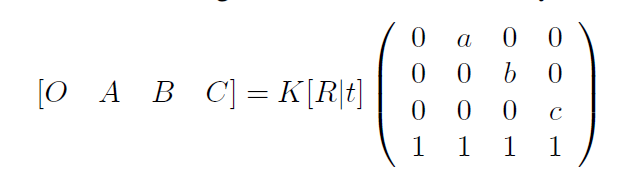 [O A B C] = K[R|t] ( 0 a 0 0
0 0 b 0
0 0 0 c
1 1 1 1 )